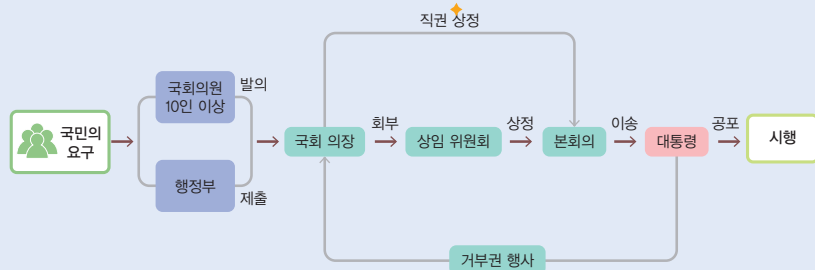 직권 상정
국회의원
10인 이상
발의
국민의
요구
행정부
제출
국회 의장
회부
상임 위원회
상정
본회의
이송
대통령
공포
시행
거부권 행사